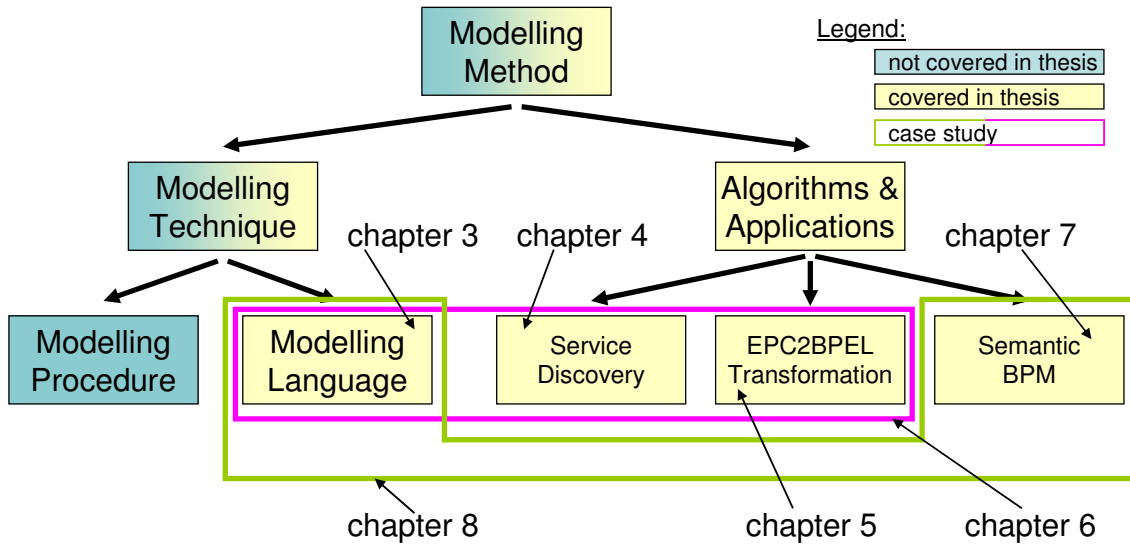 Modelling
Method
Legend:
not covered in thesis
covered in thesis
case study
Modelling
Technique
Algorithms &
Applications
chapter 3
chapter 4
chapter 7
Modelling
Procedure
Modelling
Language
Service
Discovery
EPC2BPEL
Transformation
Semantic
BPM
chapter 8
chapter 5
chapter 6